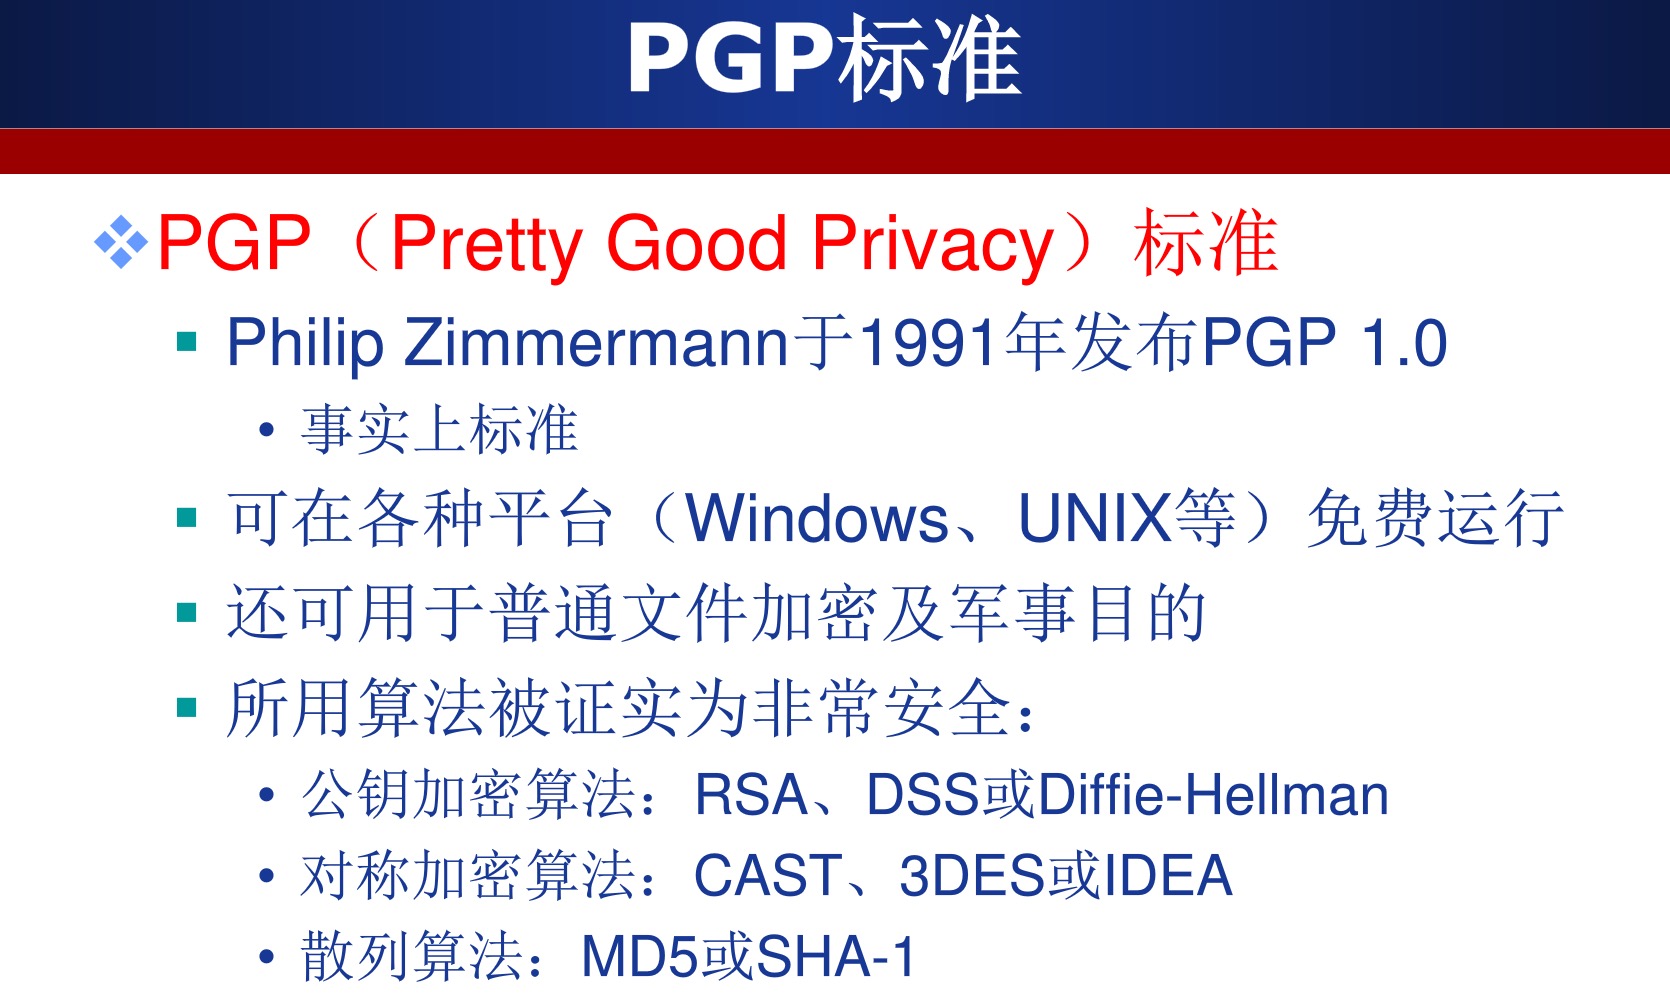 PGP标准
PGP（Pretty Good Privacy）标准
Philip Zimmermann于1991年发布PGP 1.0
• 事实上标准
可在各种平台（Windows、UNIX等）免费运行
还可用于普通文件加密及军事目的
所用算法被证实为非常安全：
• 公钥加密算法：RSA、DSS或Diffie-Hellman
• 对称加密算法：CAST、3DES或IDEA
• 散列算法：MD5或SHA-1